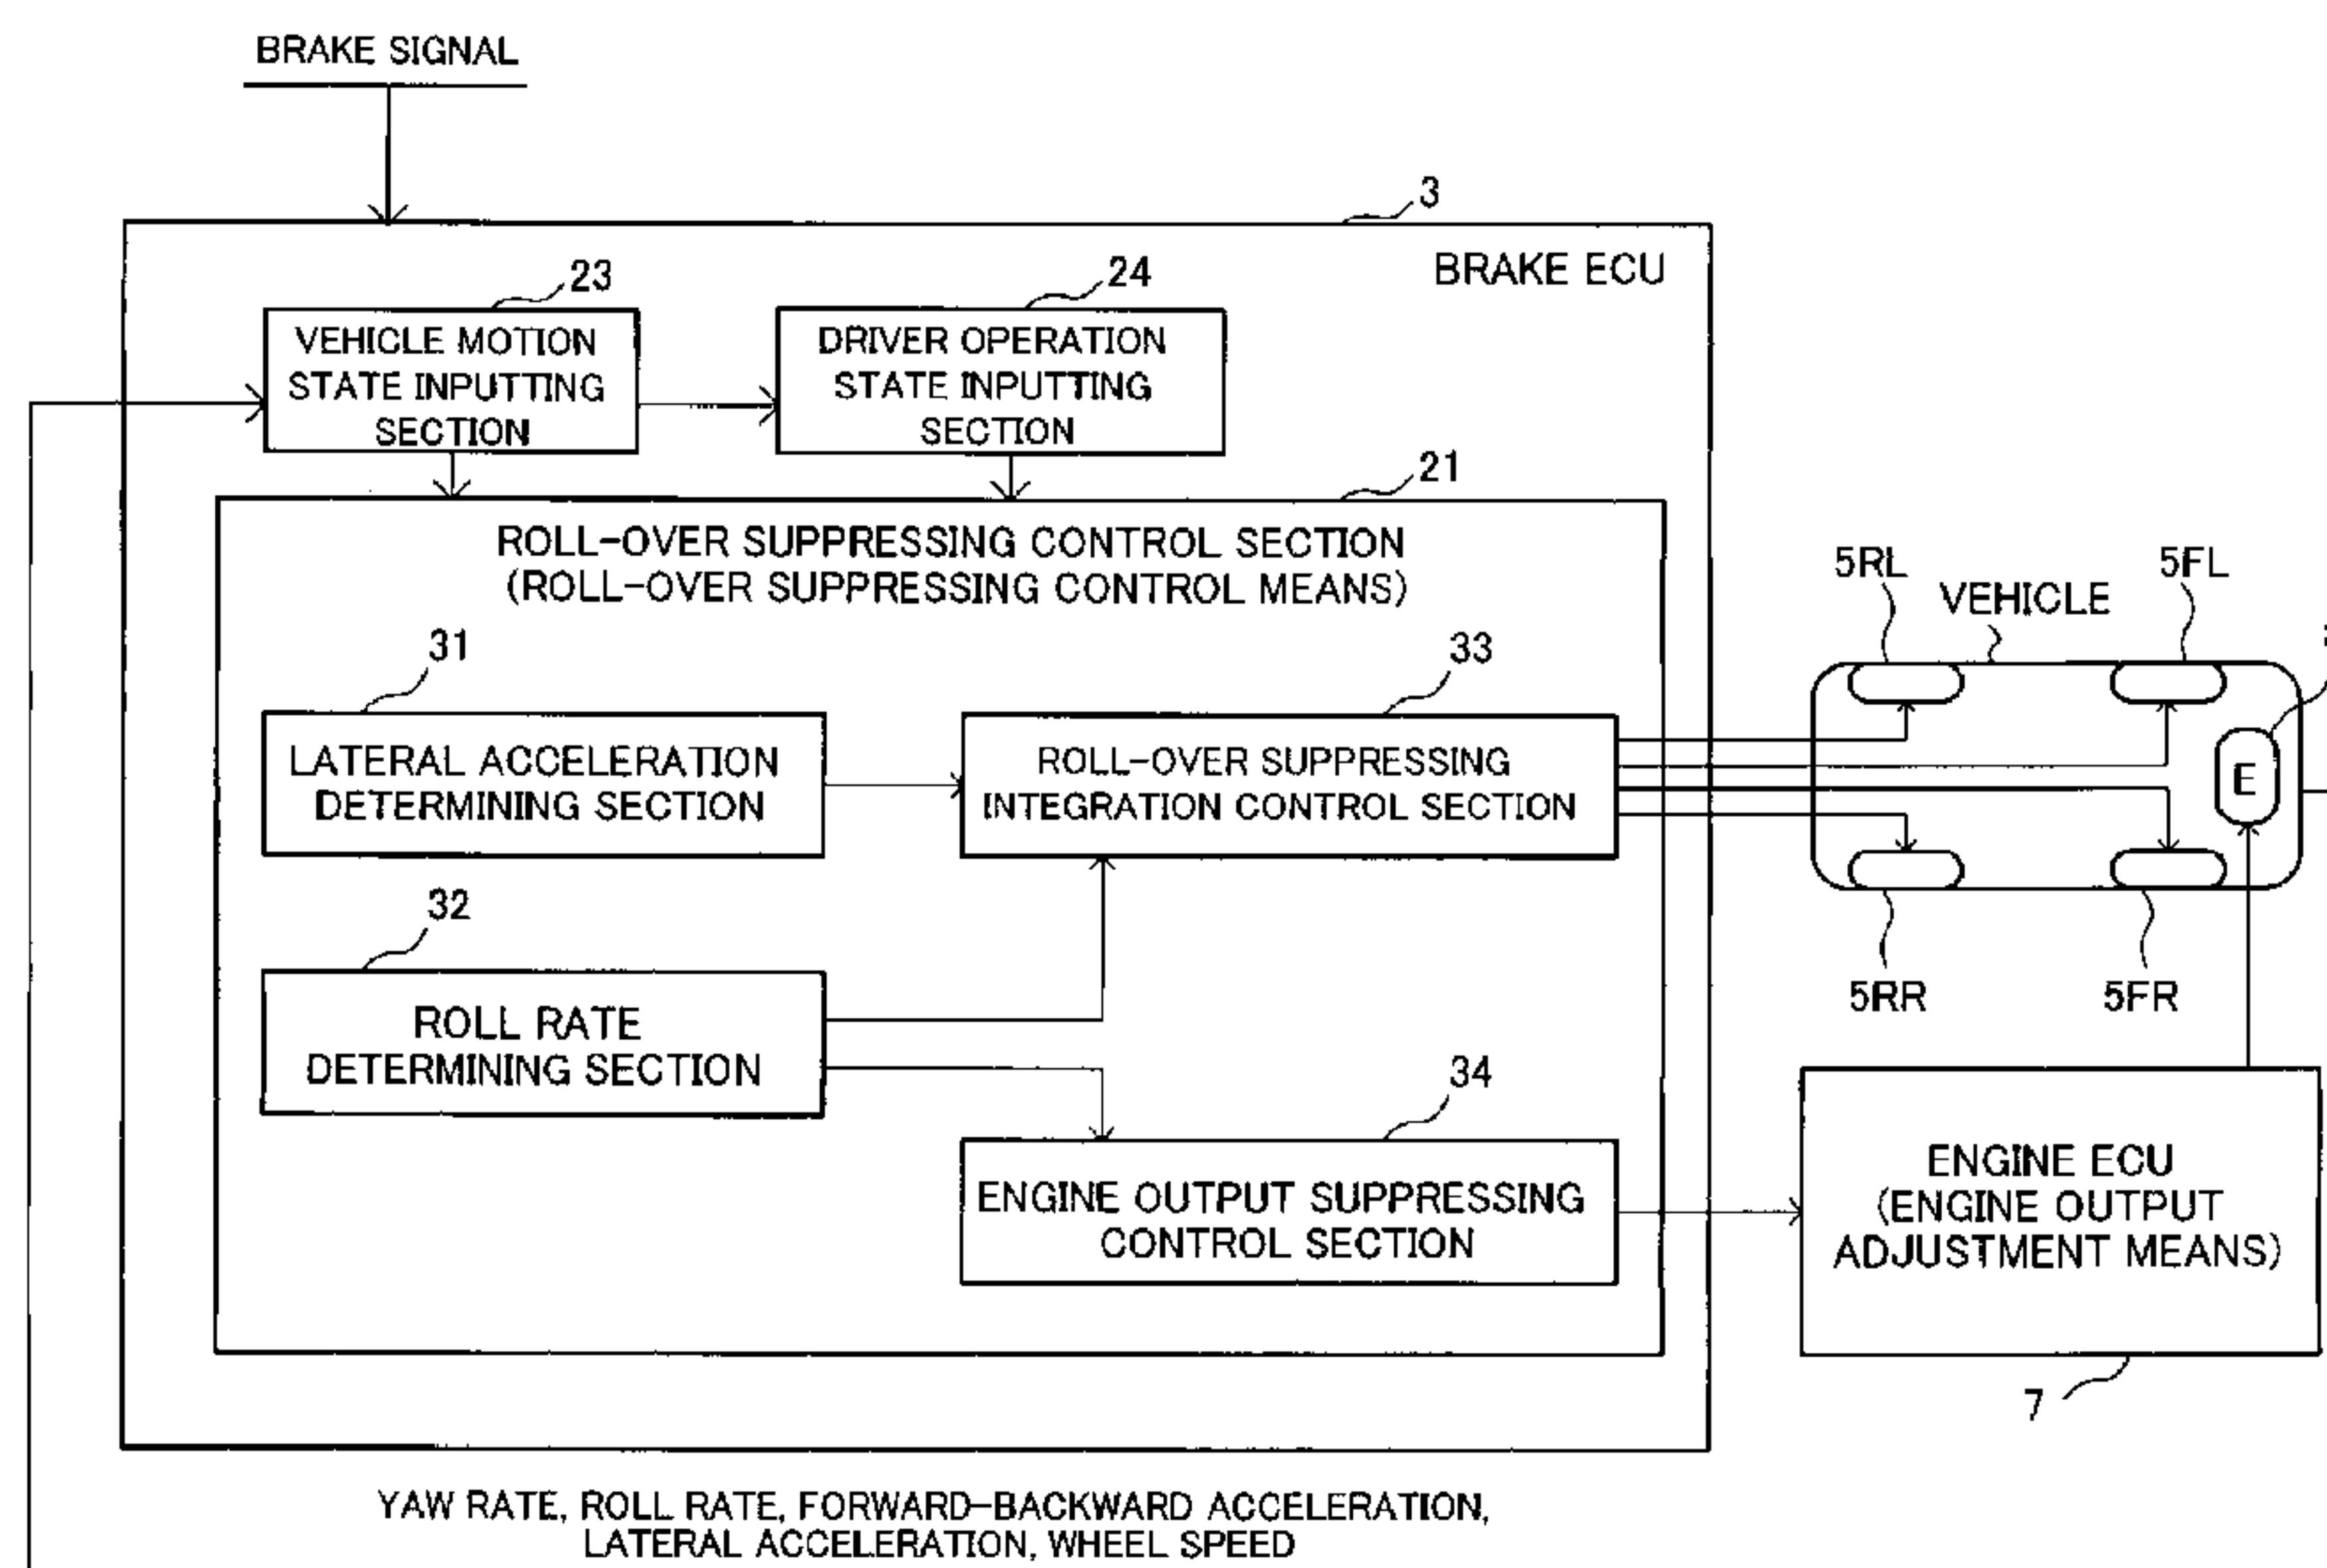 BRAKE SIGNAL
3
BRAKE ECU
23
24
VEHICLE MOTION
STATE INPUTTING
SECTION
DRIVER OPERATION
STATE INPUTTING
SECTION
21
ROLL-OVER SUPPRESSING CONTROL SECTION
(ROLL-OVER SUPPRESSING CONTROL MEANS)
5RL
VEHICLE
5FL
31
33
LATERAL ACCELERATION
DETERMINING SECTION
ROLL-OVER SUPPRESSING
INTEGRATION CONTROL SECTION
E
32
5RR
5FR
ROLL RATE
DETERMINING SECTION
34
ENGINE OUTPUT SUPPRESSING
CONTROL SECTION
ENGINE ECU
(ENGINE OUTPUT
ADJUSTMENT MEANS)
7
YAW RATE, ROLL RATE, FORWARD-BACKWARD ACCELERATION,
LATERAL ACCELERATION, WHEEL SPEED